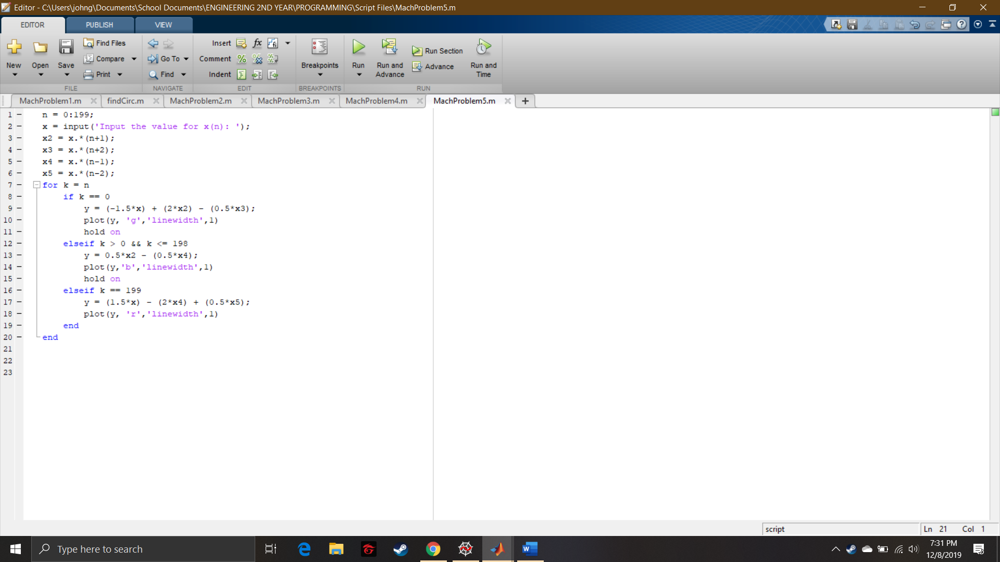 Editor - C:\Users\johng\Documents\School Documents\ENGINEERING 2ND YEAR\PROGRAMMING\Script Files\MachProblem5.m
EDITOR PUBLISH VIEW
New Open Save Find Files Compare Print
FILE
Go To Find
NAVIGATE
Insert fx fi
Comment % % %
Indent
EDIT
Breakpoints
BREAKPOINTS
Run Run and Advance Run Section Advance Run and Time
RUN
MachProblem1.m findCirc.m MachProblem2.m MachProblem3.m MachProblem4.m MachProblem5.m +
1 - n = 0:199;
2 - x = input('Input the value for x(n): ');
3 - x2 = x.*(n+1);
4 - x3 = x.*(n+2);
5 - x4 = x.*(n-1);
6 - x5 = x.*(n-2);
7 - for k = n
8 - if k == 0
9 - y = (-1.5*x) + (2*x2) - (0.5*x3);
10 - plot(y, 'g','linewidth',1)
11 - hold on
12 - elseif k > 0 && k <= 198
13 - y = 0.5*x2 - (0.5*x4);
14 - plot(y,'b','linewidth',1)
15 - hold on
16 - elseif k == 199
17 - y = (1.5*x) - (2*x4) + (0.5*x5);
18 - plot(y, 'r','linewidth',1)
19 - end
20 - end
21
22
23
script Ln 21 Col 1
Type here to search
W
7:31 PM
12/8/2019